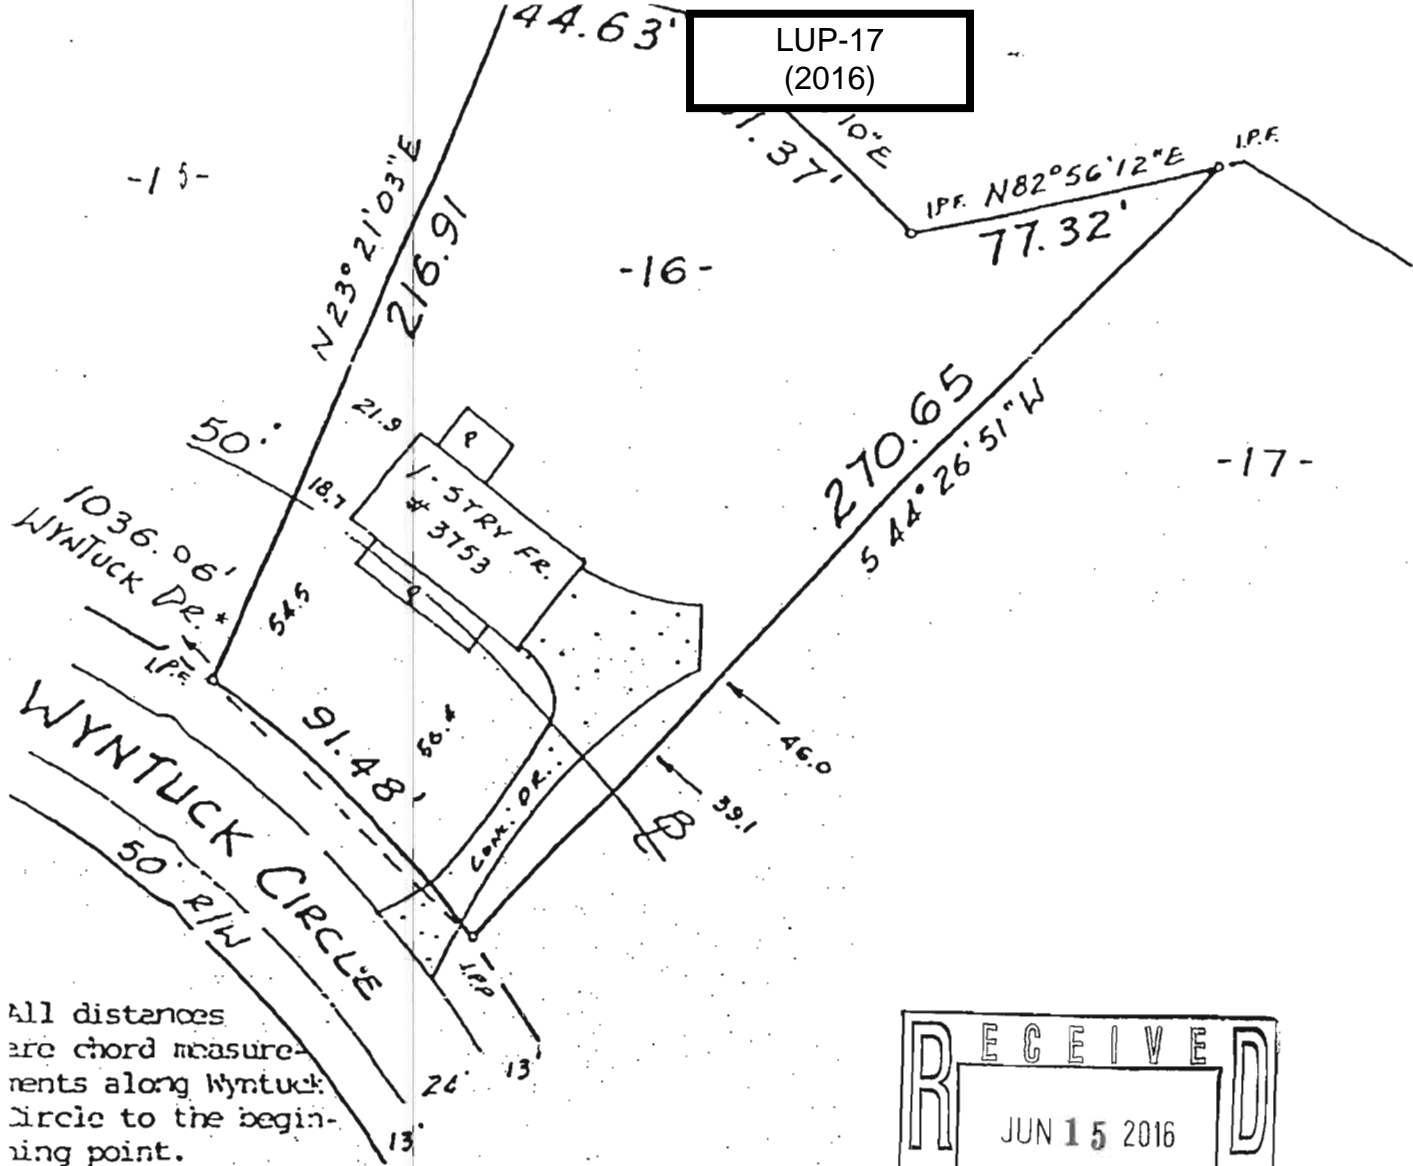 44.63'
LUP-17
(2016)
1.37'
10"E
I.P.F.
N82°56'12"E
I.P.F.
77.32'
-15-
N23°21'03"E
216.91
-16-
270.65
S 44°26'51"W
-17-
50'
21.9
18.7
P
1-STRY FR.
# 3753
P
1036.06'
WYNTUCK DR.*
54.5
I.P.F.
91.48'
50.4
CONC. DR.
46.0
39.1
WYNTUCK CIRCLE
50' R/W
I.P.P
13'
26'
13'
All distances
are chord measure-
ments along Wyntuck
Circle to the begin-
ning point.
RECEIVED
JUN 15 2016